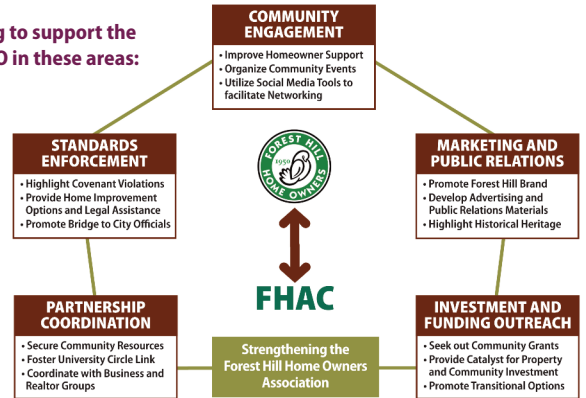 g to support the
O in these areas:
COMMUNITY
ENGAGEMENT
• Improve Homeowner Support
• Organize Community Events
• Utilize Social Media Tools to
facilitate Networking
STANDARDS
ENFORCEMENT
• Highlight Covenant Violations
• Provide Home Improvement
Options and Legal Assistance
• Promote Bridge to City Officials
FOREST HILL
1950
HOME OWNERS
MARKETING AND
PUBLIC RELATIONS
• Promote Forest Hill Brand
• Develop Advertising and
Public Relations Materials
• Highlight Historical Heritage
FHAC
PARTNERSHIP
COORDINATION
• Secure Community Resources
• Foster University Circle Link
• Coordinate with Business and
Realtor Groups
Strengthening the
Forest Hill Home Owners
Association
INVESTMENT AND
FUNDING OUTREACH
• Seek out Community Grants
• Provide Catalyst for Property
and Community Investment
• Promote Transitional Options